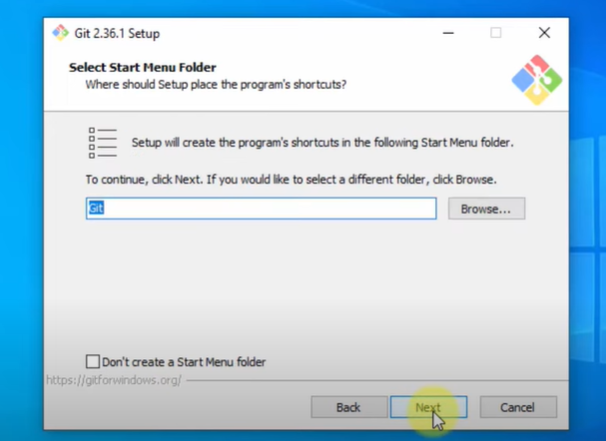 Git 2.36.1 Setup
Select Start Menu Folder
Where should Setup place the program's shortcuts?
Setup will create the program's shortcuts in the following Start Menu folder.
To continue, click Next. If you would like to select a different folder, click Browse.
Git
Browse...
Don't create a Start Menu folder
https://gitforwindows.org/
Back
Next
Cancel